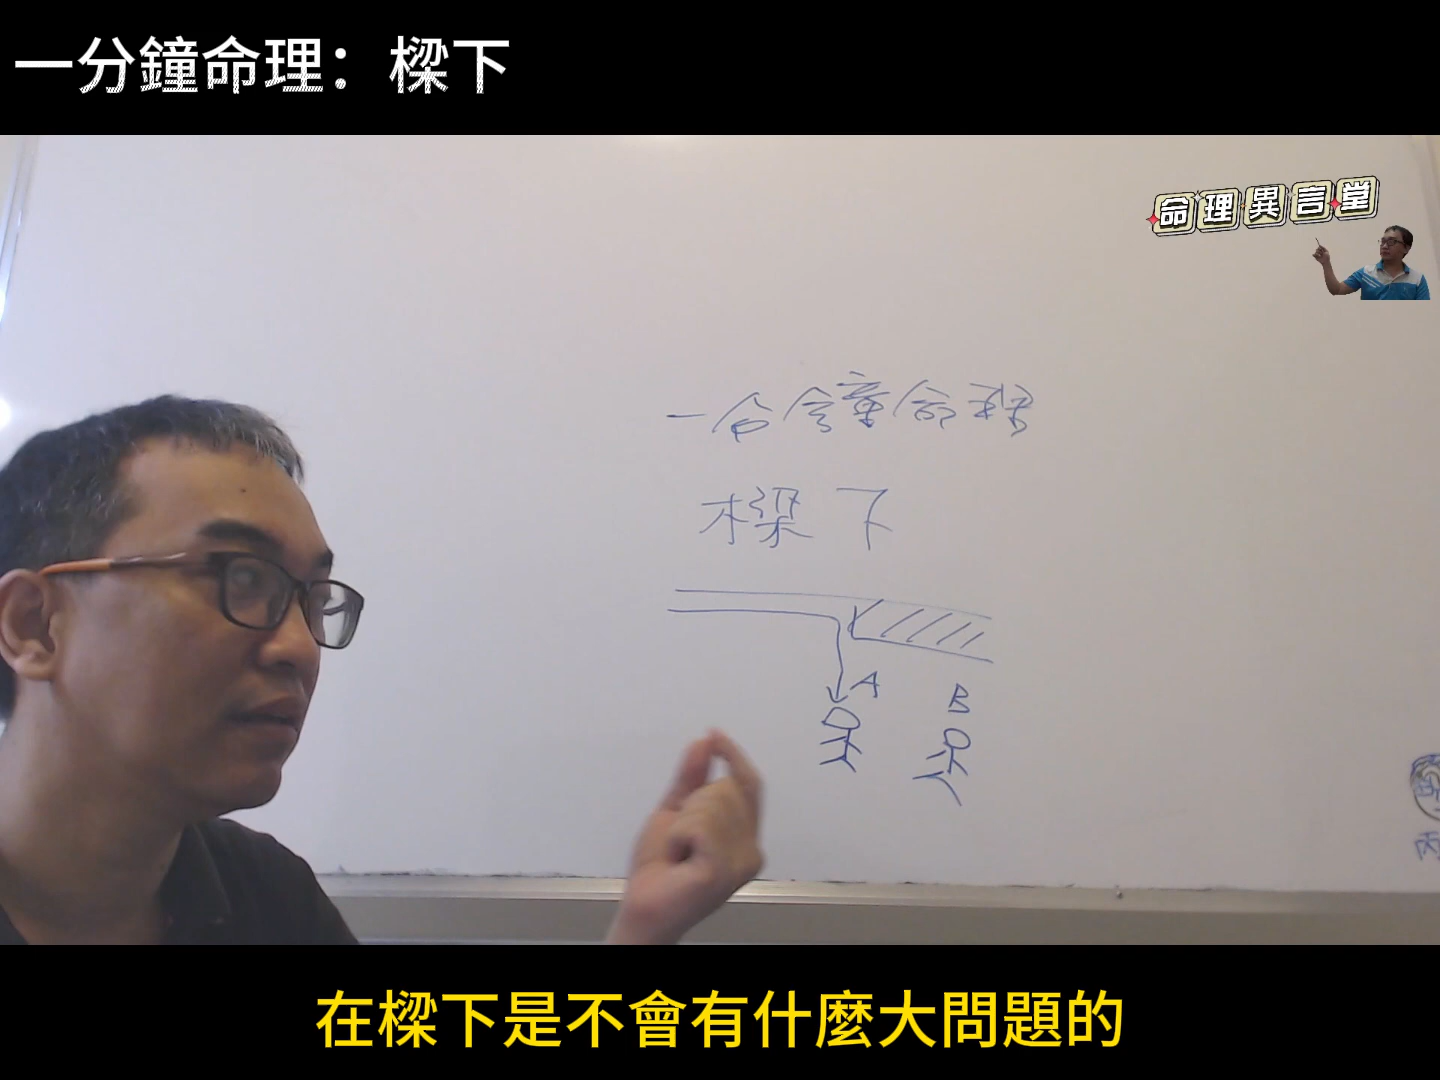 一分鐘命理：樑下
命理異言堂
一分鐘命理
樑下
A
B
丙
在樑下是不會有什麼大問題的